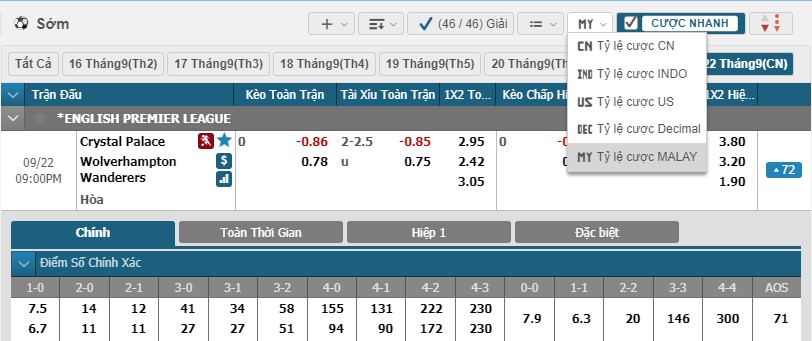 Sớm (46 / 46) Giải MY CƯỢC NHANH
CN Tỷ lệ cược CN
IND Tỷ lệ cược INDO
US Tỷ lệ cược US
DEC Tỷ lệ cược Decimal
MY Tỷ lệ cược MALAY
Tất Cả 16 Tháng9(Th2) 17 Tháng9(Th3) 18 Tháng9(Th4) 19 Tháng9(Th5) 20 Tháng9(Th 22 Tháng9(CN)
Trận Đấu Kèo Toàn Trận Tài Xỉu Toàn Trận 1X2 To... Kèo Chấp Hi 1X2 Hiệ...
*ENGLISH PREMIER LEAGUE
Crystal Palace 0 -0.86 2-2.5 -0.85 2.95 0 3.80
09/22 Wolverhampton $ 0.78 u 0.75 2.42 3.20 72
09:00PM Wanderers 3.05 1.90
Hòa
Chính Toàn Thời Gian Hiệp 1 Đặc biệt
Điểm Số Chính Xác
1-0 2-0 2-1 3-0 3-1 3-2 4-0 4-1 4-2 4-3 0-0 1-1 2-2 3-3 4-4 AOS
7.5 14 12 41 34 58 155 131 222 230 7.9 6.3 20 146 300 71
6.7 11 11 27 27 51 94 90 172 230